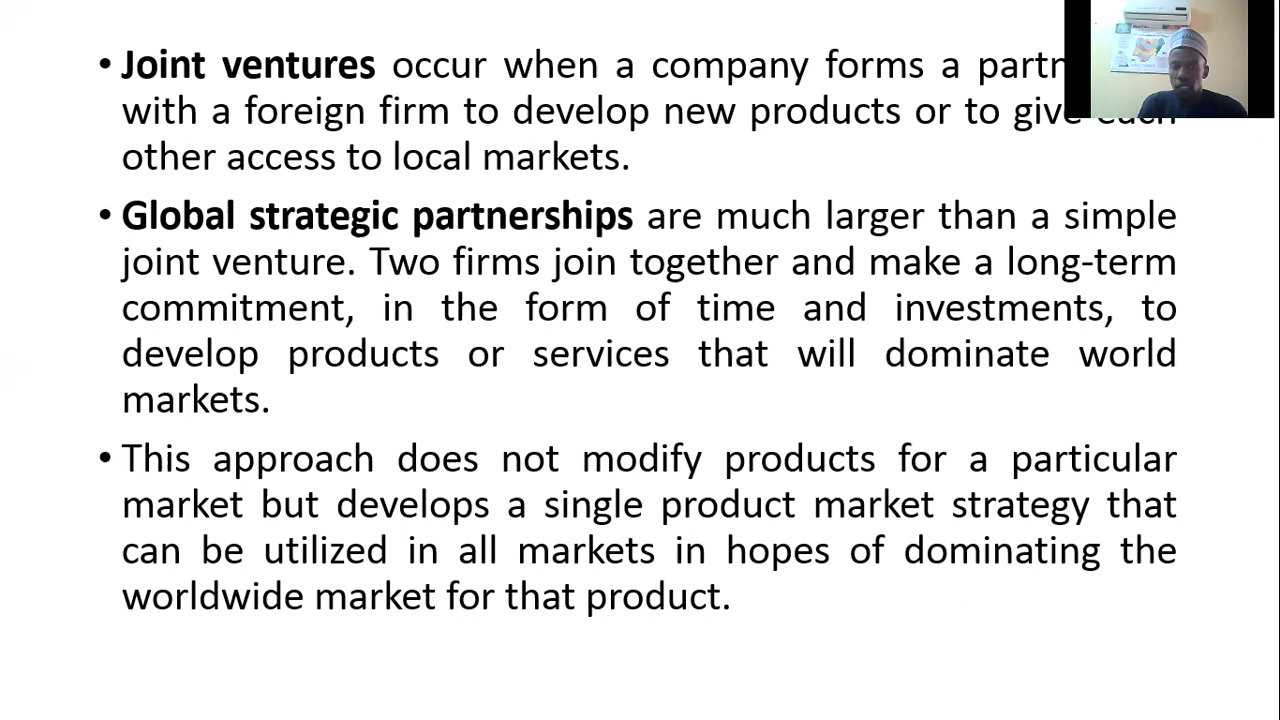 • Joint ventures occur when a company forms a
with a foreign firm to develop new products or to give
other access to local markets.
• Global strategic partnerships are much larger than a simple
joint venture. Two firms join together and make a long-term
commitment, in the form of time and investments, to
develop products or services that will dominate world
markets.
• This approach does not modify products for a particular
market but develops a single product market strategy that
can be utilized in all markets in hopes of dominating the
worldwide market for that product.